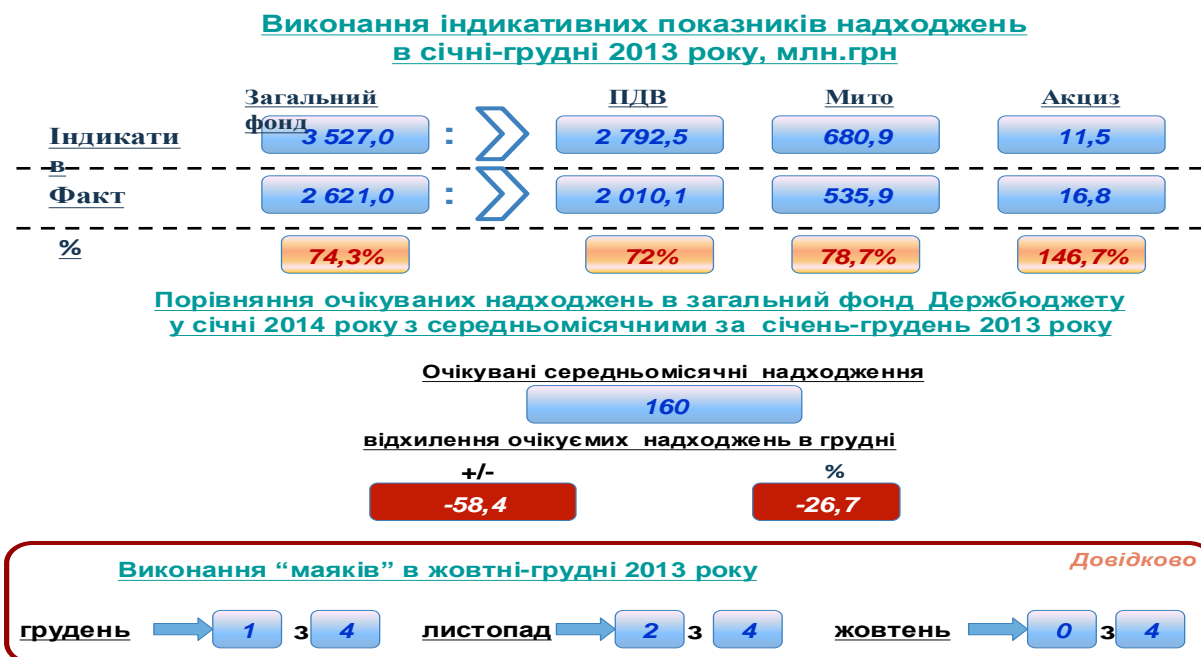 Виконання індикативних показників надходжень
в січні-грудні 2013 року, млн.грн
Загальний фонд ПДВ Мито Акциз
Індикатив 3 527,0 : 2 792,5 680,9 11,5
Факт 2 621,0 : 2 010,1 535,9 16,8
% 74,3% 72% 78,7% 146,7%
Порівняння очікуваних надходжень в загальний фонд Держбюджету
у січні 2014 року з середньомісячними за січень-грудень 2013 року
Очікувані середньомісячні надходження
160
відхилення очікуємих надходжень в грудні
+/- %
-58,4 -26,7
Довідково
Виконання “маяків” в жовтні-грудні 2013 року
грудень 1 з 4 листопад 2 з 4 жовтень 0 з 4